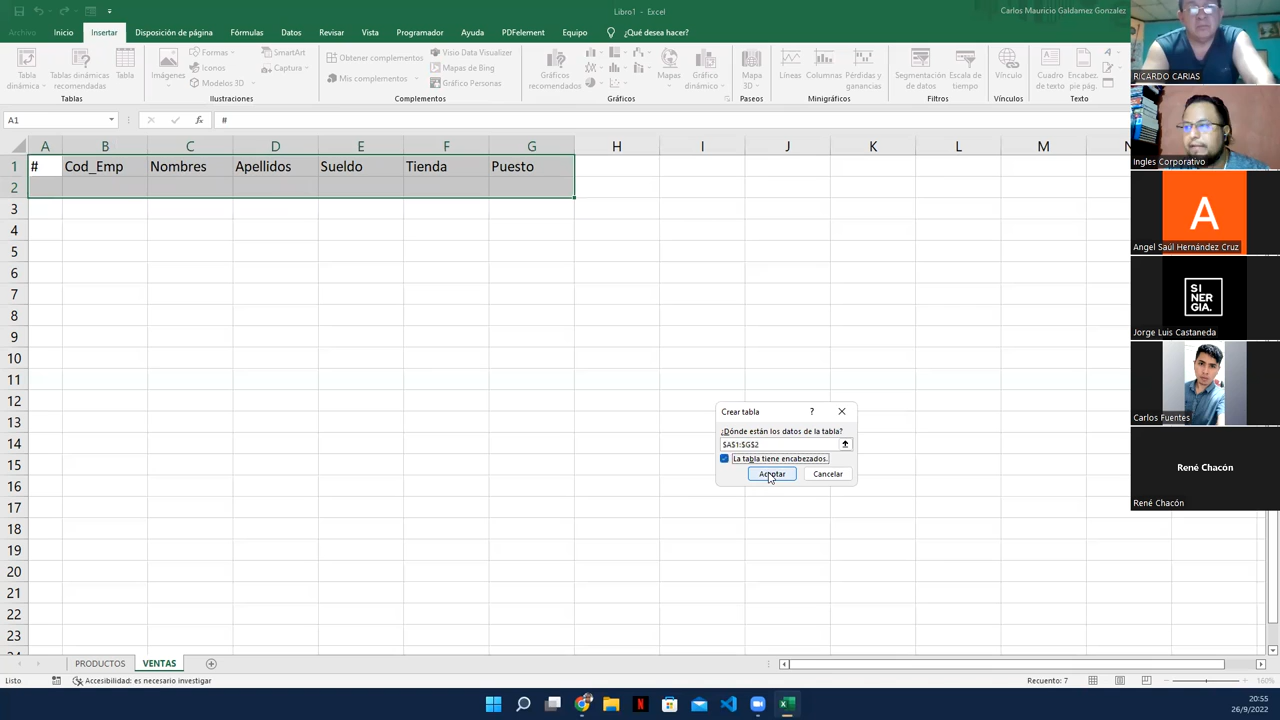 Libro1 - Excel
Carlos Mauricio Galdamez Gonzalez
Archivo Inicio Insertar Disposición de página Fórmulas Datos Revisar Vista Programador Ayuda PDFelement Equipo ¿Qué desea hacer?
Tabla dinámica
Tablas dinámicas recomendadas
Tabla
Tablas
Imágenes
Formas
Iconos
Modelos 3D
SmartArt
Captura
Ilustraciones
Obtener complementos
Mis complementos
Visio Data Visualizer
Mapas de Bing
Gráfico Personas
Complementos
Gráficos recomendados
Mapas
Gráfico dinámico
Gráficos
Mapa 3D
Paseos
Líneas
Columnas
Pérdidas y ganancias
Minigráficos
Segmentación de datos
Escala de tiempo
Filtros
Vínculo
Vínculos
Cuadro texto
Encabez. pág.
Texto
A1
fx
#
A B C D E F G H I J K L M N
1 # Cod_Emp Nombres Apellidos Sueldo Tienda Puesto
2
3
4
5
6
7
8
9
10
11
12
13
14
15
16
17
18
19
20
21
22
23
24
Crear tabla ?
¿Dónde están los datos de la tabla?
$A$1:$G$2
La tabla tiene encabezados.
Aceptar Cancelar
RICARDO CARIAS
Ingles Corporativo
A
Angel Saúl Hernández Cruz
SI
NER
GIA.
Jorge Luis Castaneda
Carlos Fuentes
René Chacón
René Chacón
PRODUCTOS VENTAS
Listo Accesibilidad: es necesario investigar Recuento: 7 160%
20:55
26/9/2022